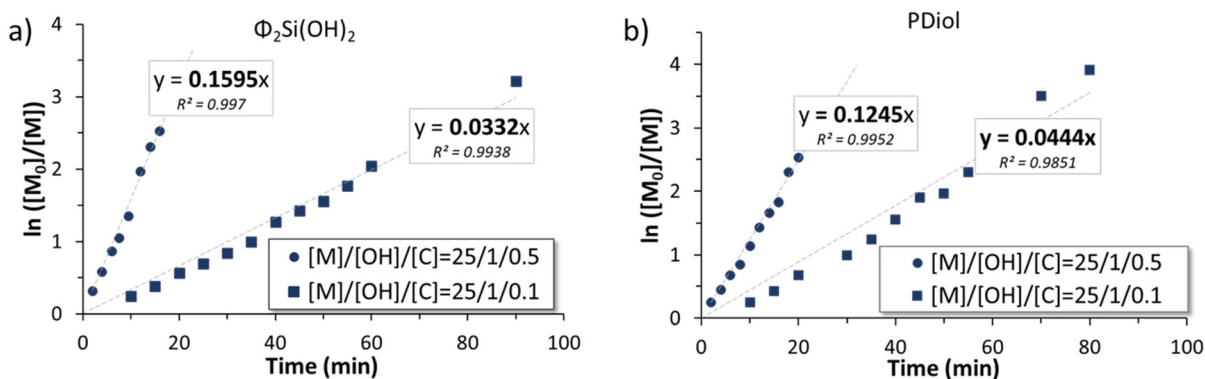 a)
Φ₂Si(OH)₂
ln ([M₀]/[M])
4
3
2
1
0
y = 0.1595x
R² = 0.997
y = 0.0332x
R² = 0.9938
[M]/[OH]/[C]=25/1/0.5
[M]/[OH]/[C]=25/1/0.1
0 20 40 60 80 100
Time (min)
b)
PDiol
ln ([M₀]/[M])
4
3
2
1
0
y = 0.1245x
R² = 0.9952
y = 0.0444x
R² = 0.9851
[M]/[OH]/[C]=25/1/0.5
[M]/[OH]/[C]=25/1/0.1
0 20 40 60 80 100
Time (min)